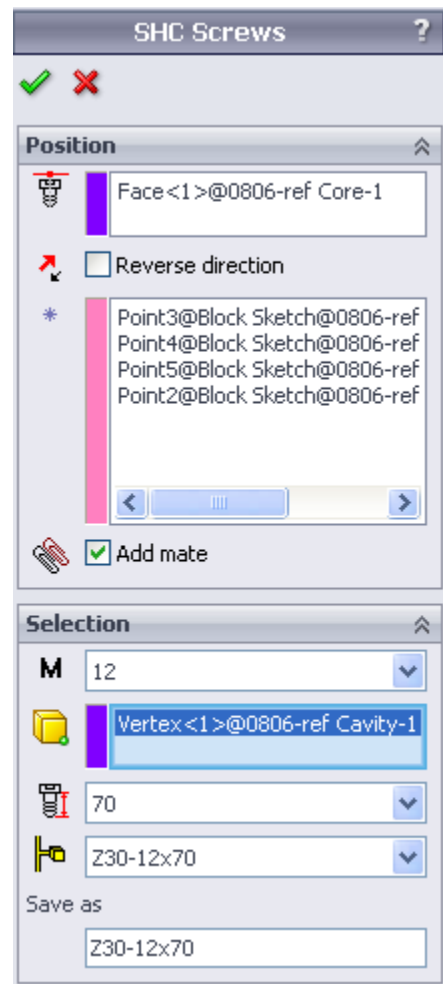 SHC Screws ?
Position
Face<1>@0806-ref Core-1
Reverse direction
Point3@Block Sketch@0806-ref
Point4@Block Sketch@0806-ref
Point5@Block Sketch@0806-ref
Point2@Block Sketch@0806-ref
Add mate
Selection
M 12
Vertex<1>@0806-ref Cavity-1
70
Z30-12x70
Save as
Z30-12x70